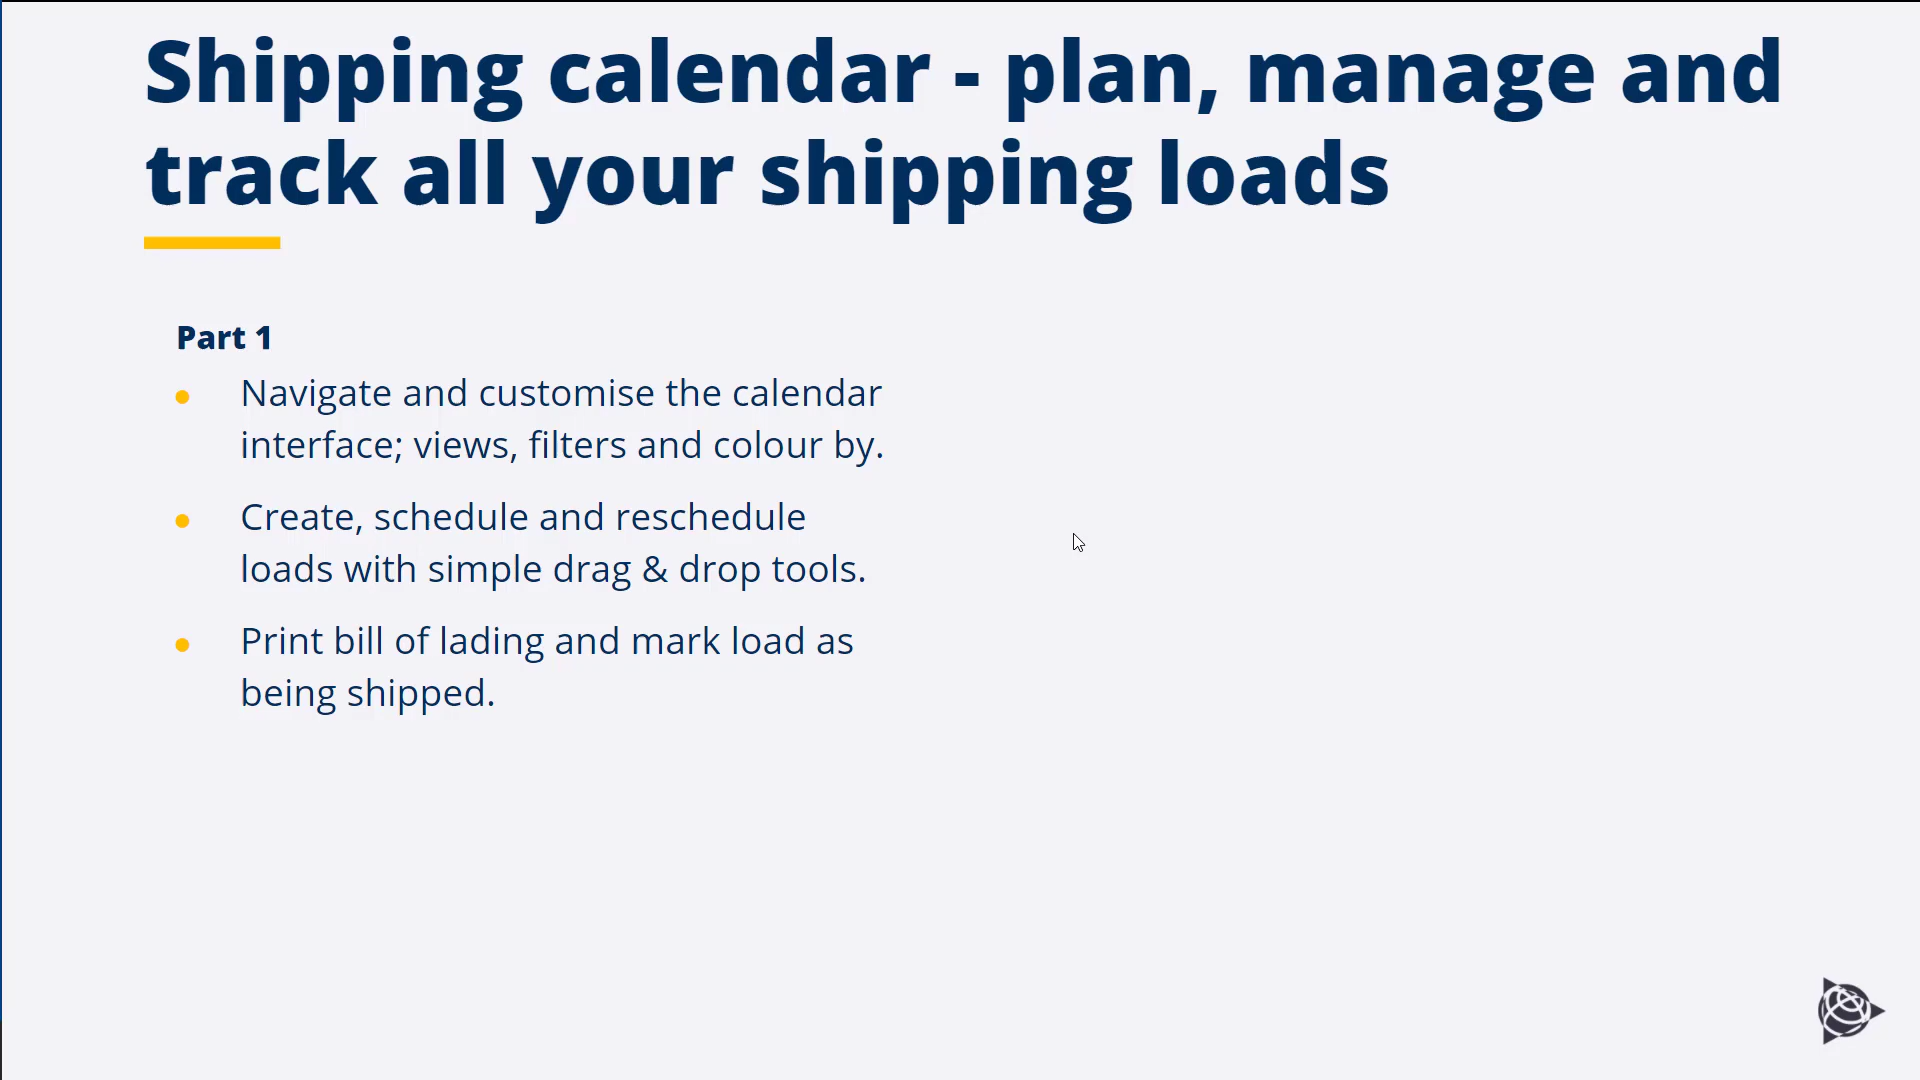 Shipping calendar - plan, manage and
track all your shipping loads
Part 1
Navigate and customise the calendar
interface; views, filters and colour by.
Create, schedule and reschedule
loads with simple drag & drop tools.
Print bill of lading and mark load as
being shipped.